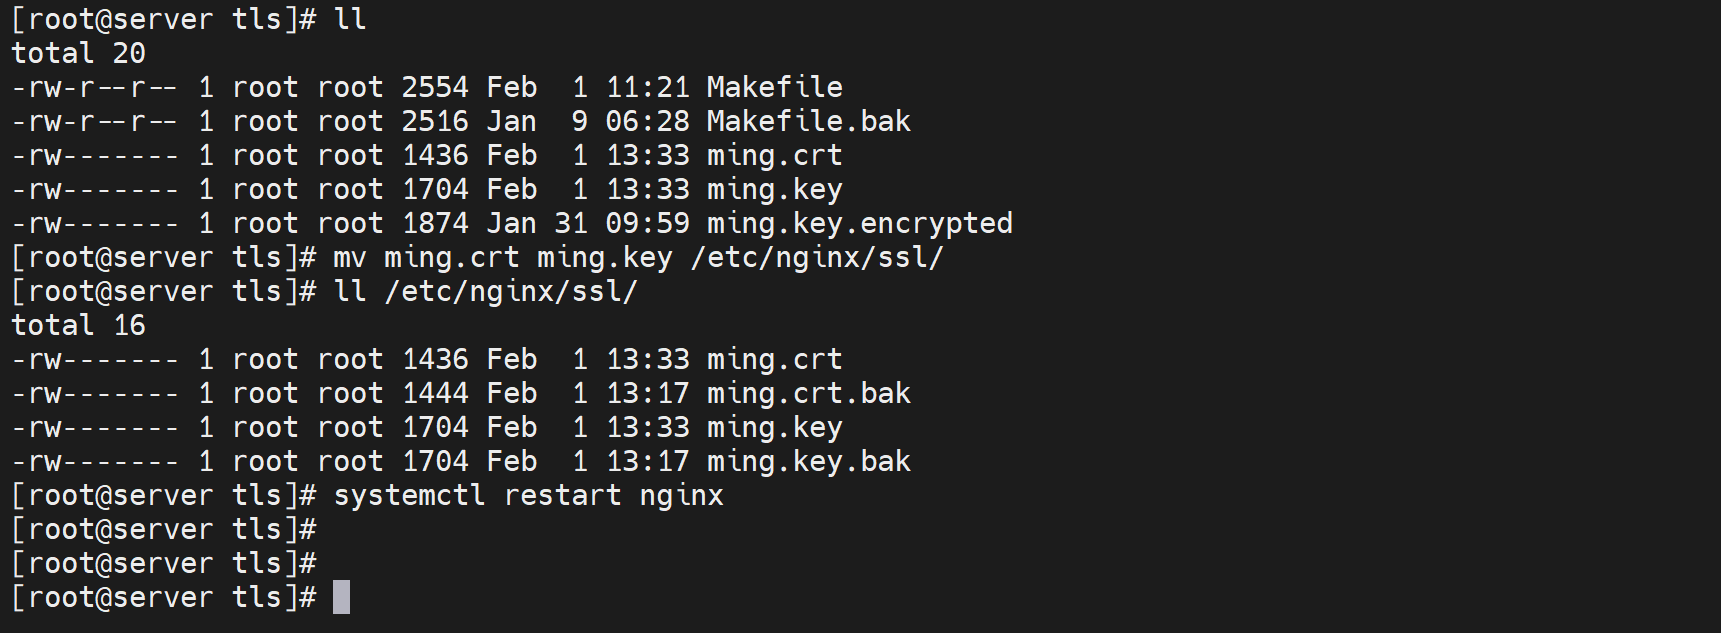 [root@server tls]# ll
total 20
-rw-r--r-- 1 root root 2554 Feb  1 11:21 Makefile
-rw-r--r-- 1 root root 2516 Jan  9 06:28 Makefile.bak
-rw------- 1 root root 1436 Feb  1 13:33 ming.crt
-rw------- 1 root root 1704 Feb  1 13:33 ming.key
-rw------- 1 root root 1874 Jan 31 09:59 ming.key.encrypted
[root@server tls]# mv ming.crt ming.key /etc/nginx/ssl/
[root@server tls]# ll /etc/nginx/ssl/
total 16
-rw------- 1 root root 1436 Feb  1 13:33 ming.crt
-rw------- 1 root root 1444 Feb  1 13:17 ming.crt.bak
-rw------- 1 root root 1704 Feb  1 13:33 ming.key
-rw------- 1 root root 1704 Feb  1 13:17 ming.key.bak
[root@server tls]# systemctl restart nginx
[root@server tls]#
[root@server tls]#
[root@server tls]#